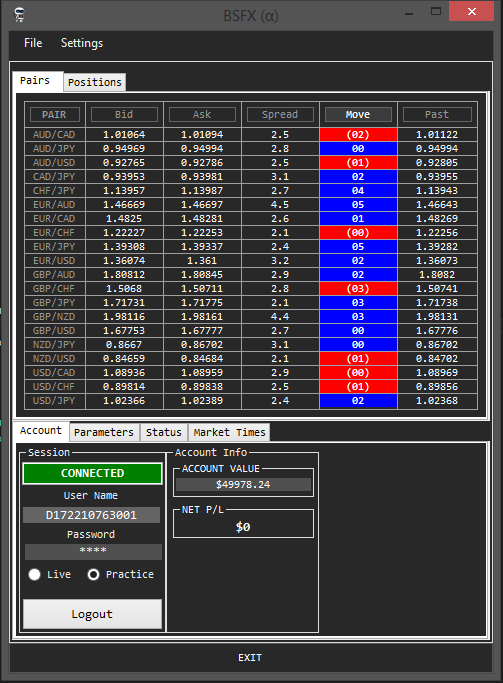 BSFX (α)
File Settings
Pairs Positions
PAIR Bid Ask Spread Move Past
AUD/CAD 1.01064 1.01094 2.5 (02) 1.01122
AUD/JPY 0.94969 0.94994 2.8 00 0.94994
AUD/USD 0.92765 0.92786 2.5 (01) 0.92805
CAD/JPY 0.93953 0.93981 3.1 02 0.93955
CHF/JPY 1.13957 1.13987 2.7 04 1.13943
EUR/AUD 1.46669 1.46697 4.5 05 1.46643
EUR/CAD 1.4825 1.48281 2.6 01 1.48269
EUR/CHF 1.22227 1.22253 2.1 (00) 1.22256
EUR/JPY 1.39308 1.39337 2.4 05 1.39282
EUR/USD 1.36074 1.361 3.2 02 1.36073
GBP/AUD 1.80812 1.80845 2.9 02 1.8082
GBP/CHF 1.5068 1.50711 2.8 (03) 1.50741
GBP/JPY 1.71731 1.71775 2.1 03 1.71738
GBP/NZD 1.98116 1.98161 4.4 03 1.98131
GBP/USD 1.67753 1.67777 2.7 00 1.67776
NZD/JPY 0.8667 0.86702 3.1 00 0.86702
NZD/USD 0.84659 0.84684 2.1 (01) 0.84702
USD/CAD 1.08936 1.08959 2.9 (00) 1.08969
USD/CHF 0.89814 0.89838 2.5 (01) 0.89856
USD/JPY 1.02366 1.02389 2.4 02 1.02368
Account Parameters Status Market Times
Session
CONNECTED
User Name
D172210763001
Password
****
Live Practice
Logout
Account Info
ACCOUNT VALUE
$49978.24
NET P/L
$0
EXIT